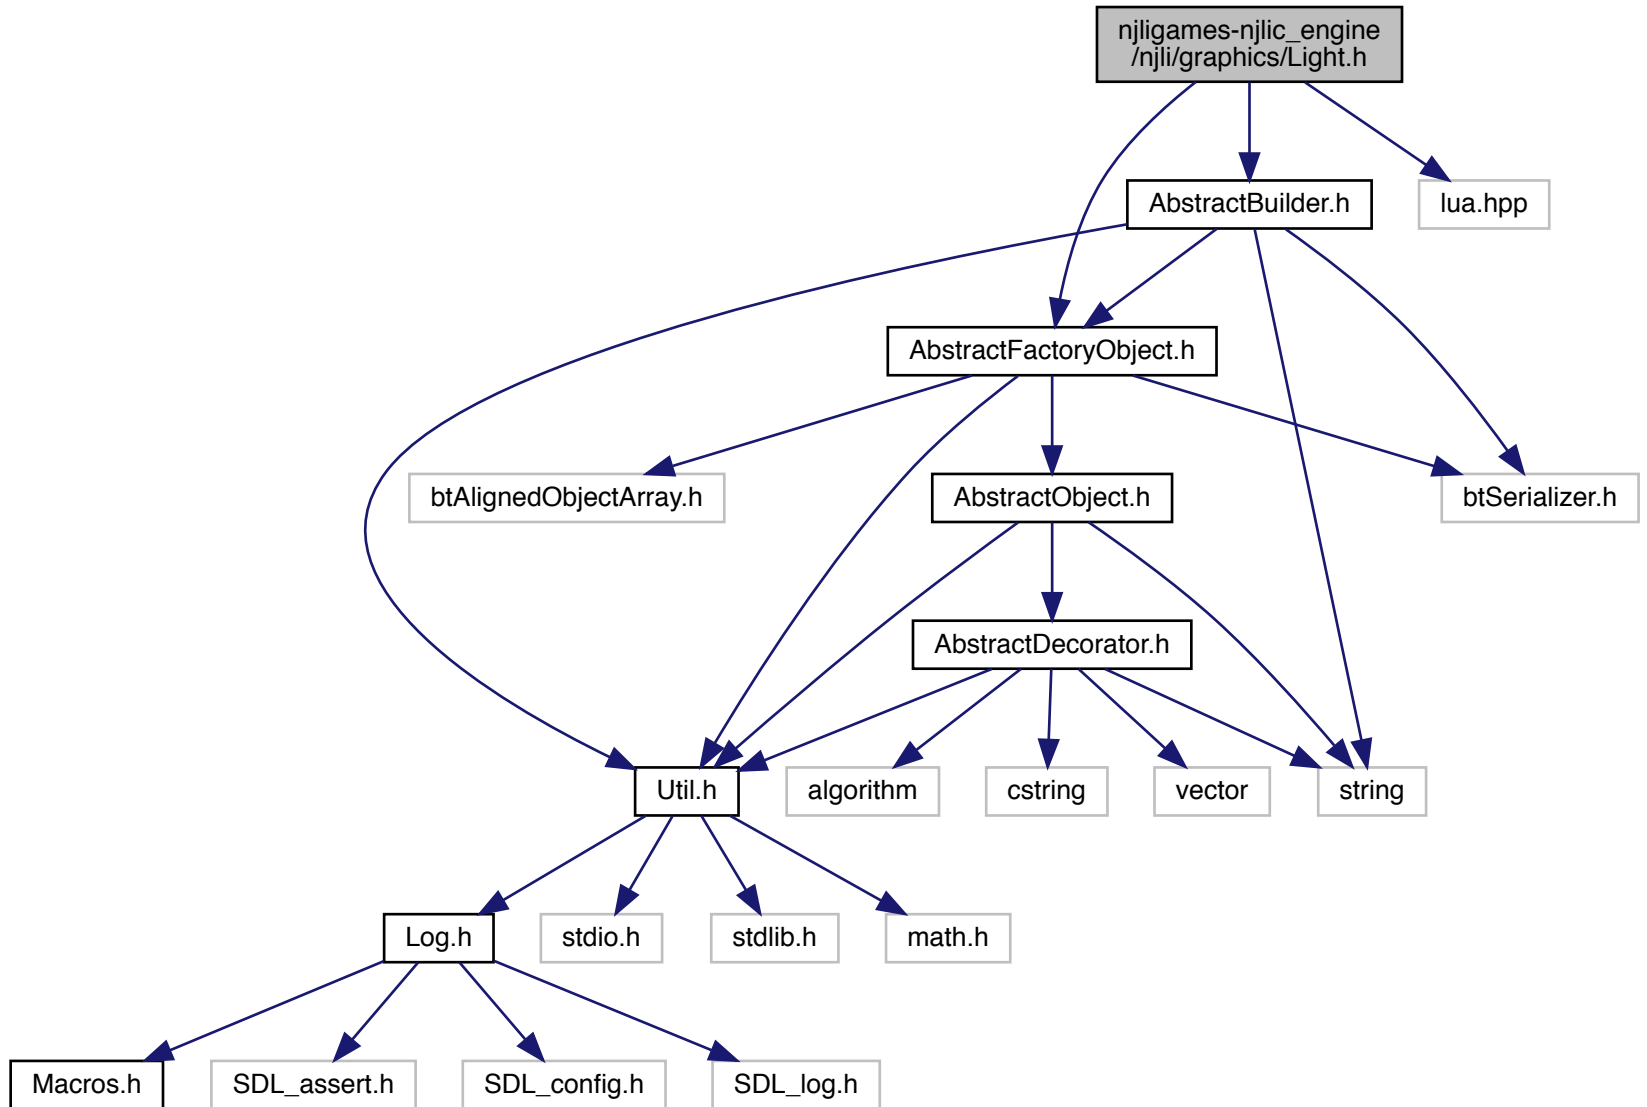 njligames-njlic_engine
/njli/graphics/Light.h
AbstractBuilder.h
lua.hpp
AbstractFactoryObject.h
btAlignedObjectArray.h
AbstractObject.h
btSerializer.h
AbstractDecorator.h
Util.h
algorithm
cstring
vector
string
Log.h
stdio.h
stdlib.h
math.h
Macros.h
SDL_assert.h
SDL_config.h
SDL_log.h